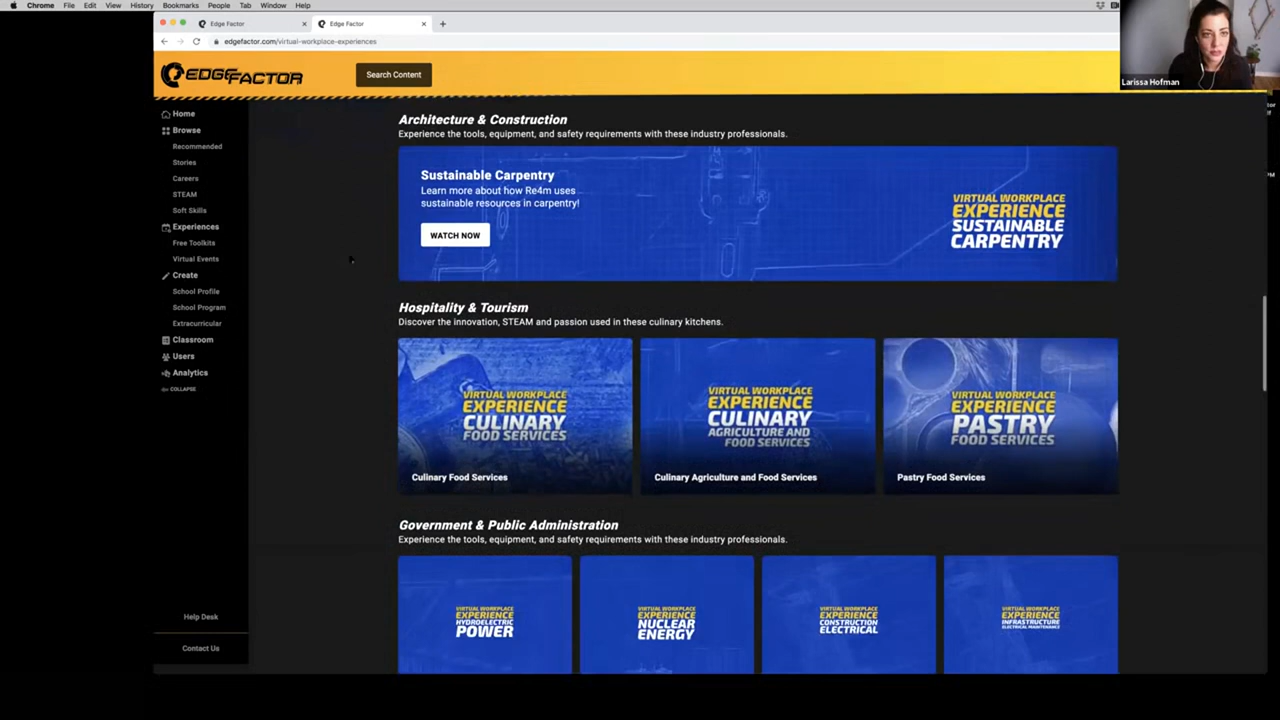 Chrome File Edit View History Bookmarks People Tab Window Help
Edge Factor
Edge Factor
edgefactor.com/virtual-workplace-experiences
EDGE FACTOR
Search Content
Larissa Hofman
Home
Browse
Recommended
Stories
Careers
STEAM
Soft Skills
Experiences
Free Toolkits
Virtual Events
Create
School Profile
School Program
Extracurricular
Classroom
Users
Analytics
COLLAPSE
Help Desk
Contact Us
Architecture & Construction
Experience the tools, equipment, and safety requirements with these industry professionals.
Sustainable Carpentry
Learn more about how Re4m uses
sustainable resources in carpentry!
WATCH NOW
VIRTUAL WORKPLACE
EXPERIENCE
SUSTAINABLE
CARPENTRY
Hospitality & Tourism
Discover the innovation, STEAM and passion used in these culinary kitchens.
VIRTUAL WORKPLACE
EXPERIENCE
CULINARY
FOOD SERVICES
Culinary Food Services
VIRTUAL WORKPLACE
EXPERIENCE
CULINARY
AGRICULTURE AND
FOOD SERVICES
Culinary Agriculture and Food Services
VIRTUAL WORKPLACE
EXPERIENCE
PASTRY
FOOD SERVICES
Pastry Food Services
Government & Public Administration
Experience the tools, equipment, and safety requirements with these industry professionals.
VIRTUAL WORKPLACE
EXPERIENCE
HYDROELECTRIC
POWER
VIRTUAL WORKPLACE
EXPERIENCE
NUCLEAR
ENERGY
VIRTUAL WORKPLACE
EXPERIENCE
CONSTRUCTION
ELECTRICAL
VIRTUAL WORKPLACE
EXPERIENCE
INFRASTRUCTURE
ELECTRICAL MAINTENANCE